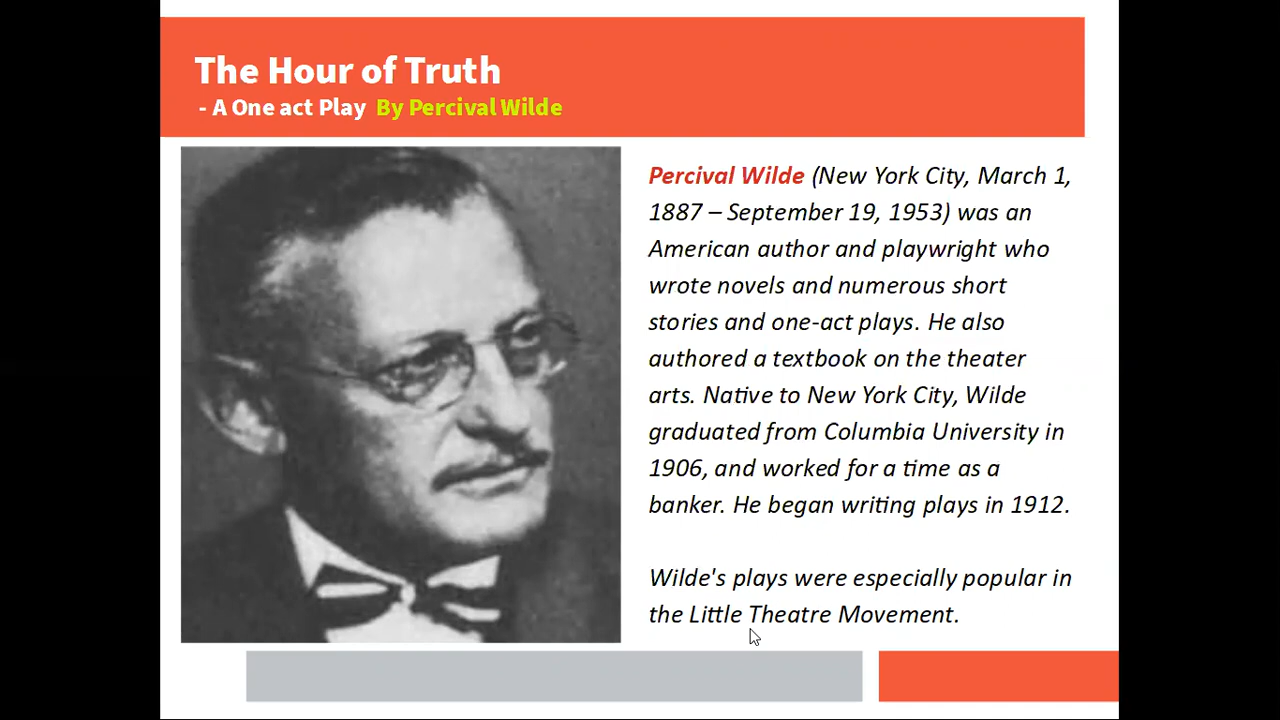 The Hour of Truth
- A One act Play By Percival Wilde
Percival Wilde (New York City, March 1,
1887 – September 19, 1953) was an
American author and playwright who
wrote novels and numerous short
stories and one-act plays. He also
authored a textbook on the theater
arts. Native to New York City, Wilde
graduated from Columbia University in
1906, and worked for a time as a
banker. He began writing plays in 1912.
Wilde's plays were especially popular in
the Little Theatre Movement.